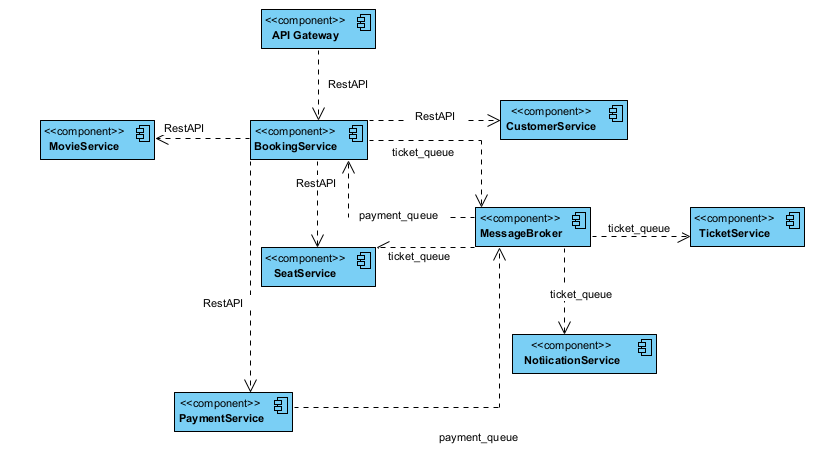 <<component>>
API Gateway
RestAPI
<<component>>
CustomerService
RestAPI
<<component>>
MovieService
RestAPI
<<component>>
BookingService
ticket_queue
RestAPI
payment_queue
<<component>>
MessageBroker
ticket_queue
<<component>>
TicketService
<<component>>
SeatService
ticket_queue
ticket_queue
RestAPI
<<component>>
NotiicationService
<<component>>
PaymentService
payment_queue